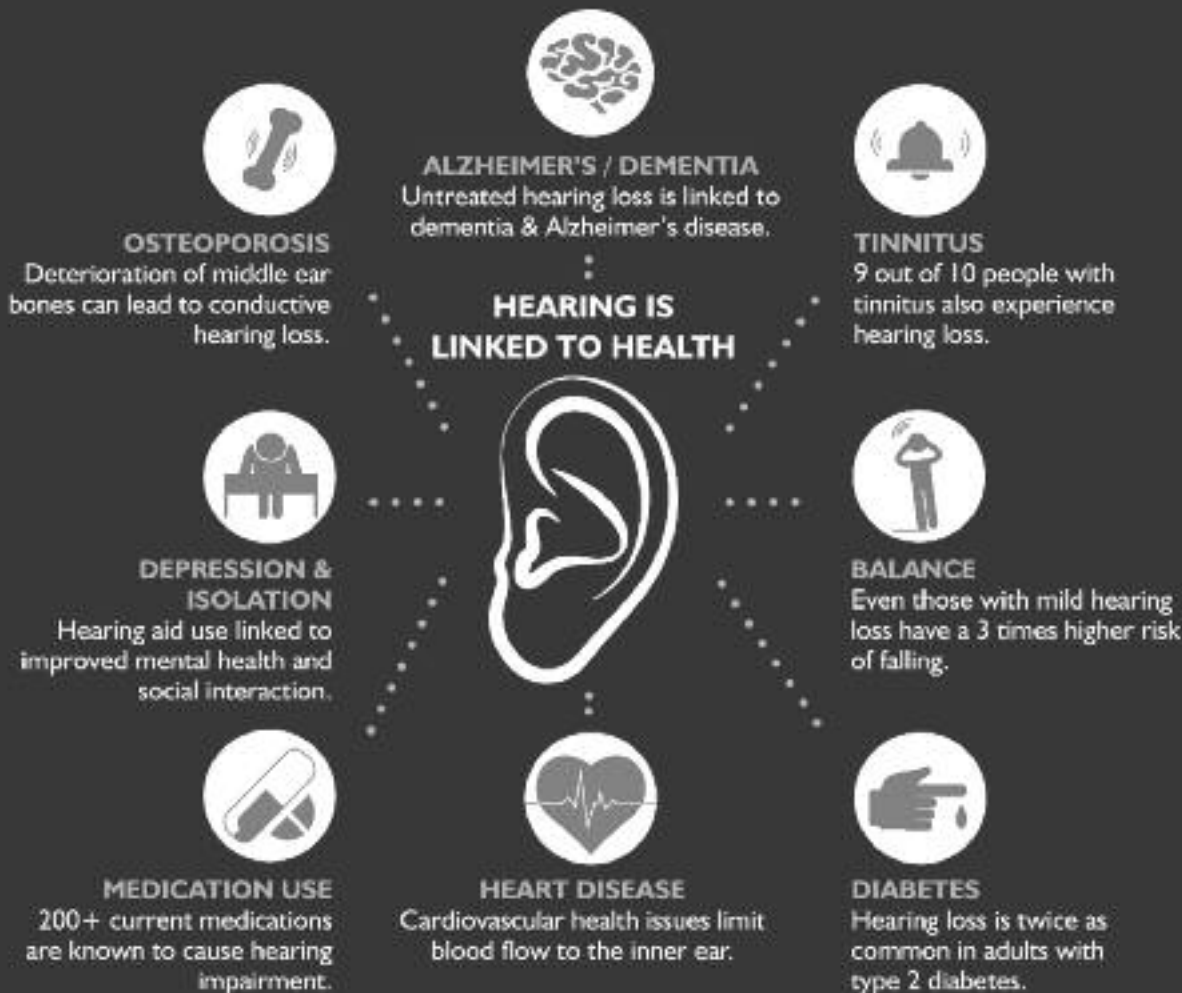 ALZHEIMER'S / DEMENTIA
Untreated hearing loss is linked to
dementia & Alzheimer's disease.
OSTEOPOROSIS
Deterioration of middle ear
bones can lead to conductive
hearing loss.
TINNITUS
9 out of 10 people with
tinnitus also experience
hearing loss.
HEARING IS
LINKED TO HEALTH
DEPRESSION &
ISOLATION
Hearing aid use linked to
improved mental health and
social interaction.
BALANCE
Even those with mild hearing
loss have a 3 times higher risk
of falling.
MEDICATION USE
200+ current medications
are known to cause hearing
impairment.
HEART DISEASE
Cardiovascular health issues limit
blood flow to the inner ear.
DIABETES
Hearing loss is twice as
common in adults with
type 2 diabetes.